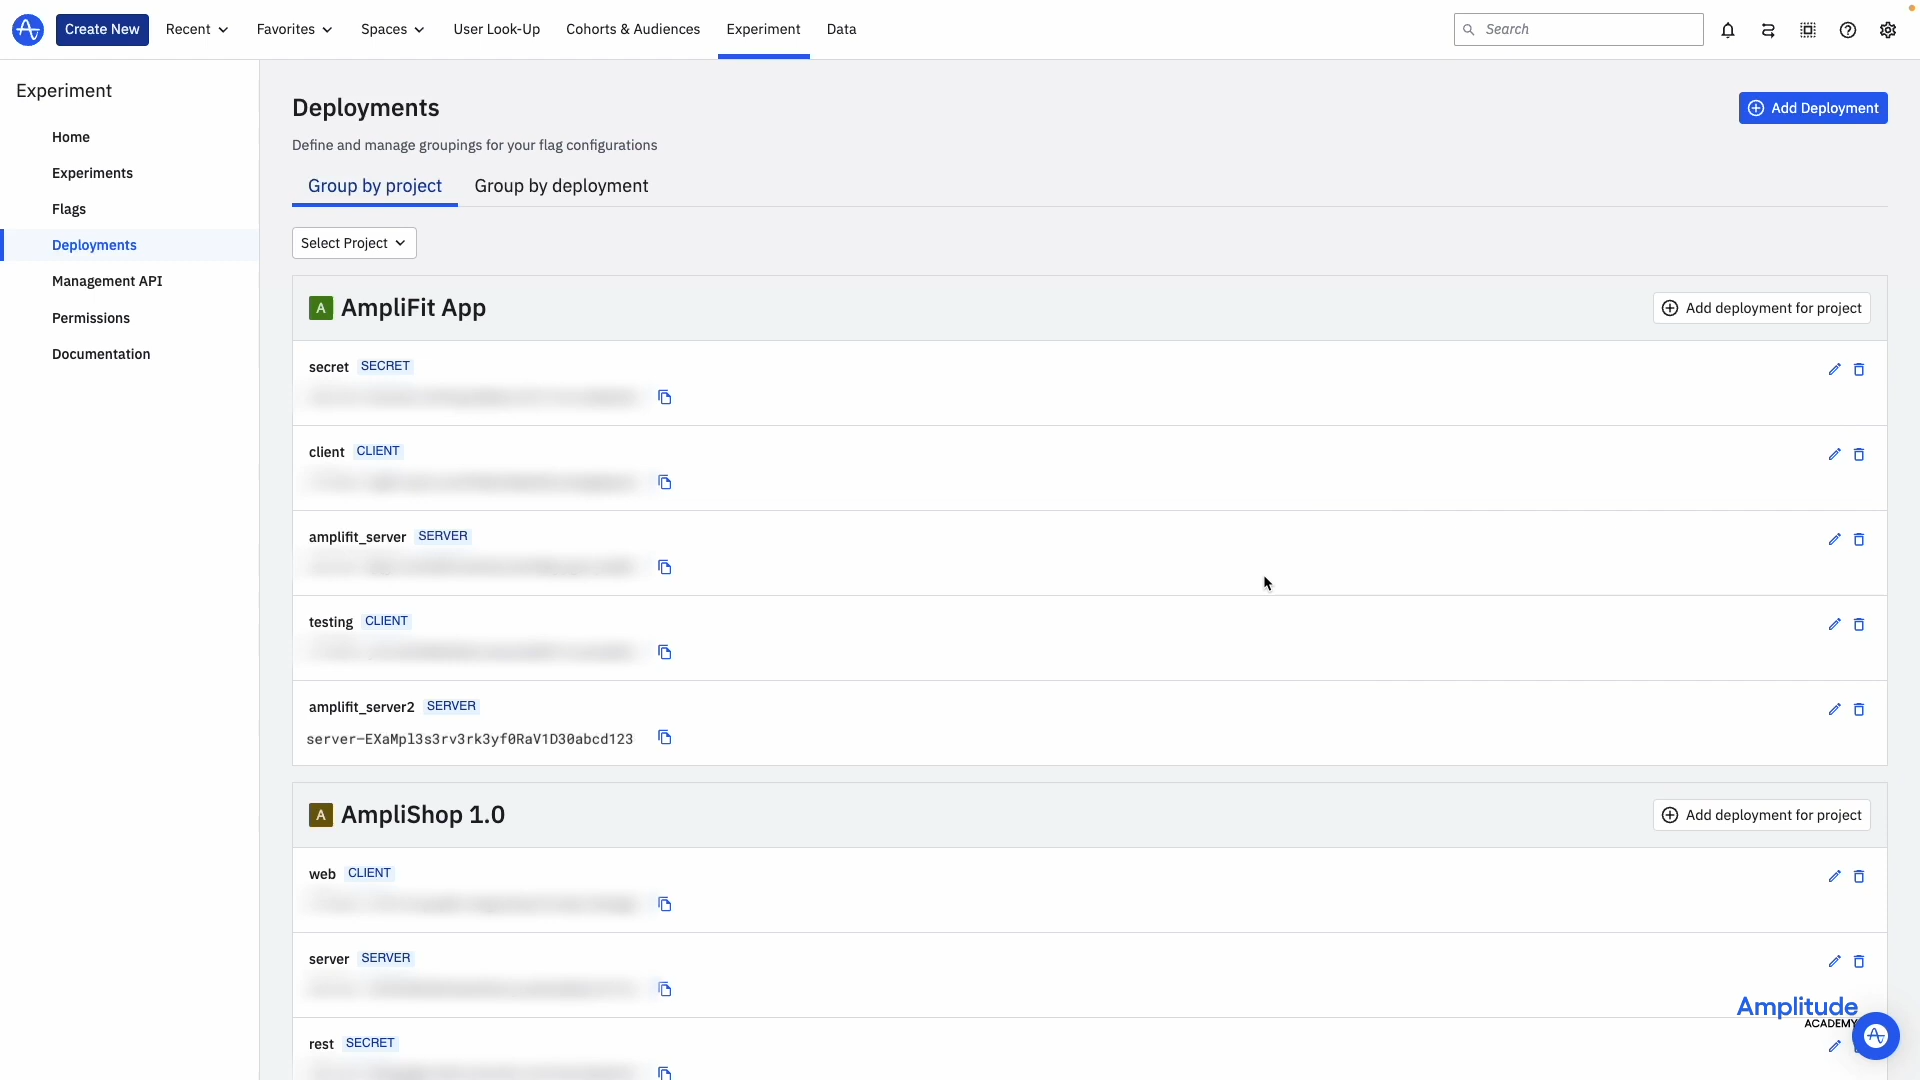 Create New
Recent
Favorites
Spaces
User Look-Up
Cohorts & Audiences
Experiment
Data
Search
Experiment
Home
Experiments
Flags
Deployments
Management API
Permissions
Documentation
Deployments
Add Deployment
Define and manage groupings for your flag configurations
Group by project
Group by deployment
Select Project
A AmpliFit App
Add deployment for project
secret SECRET
client CLIENT
amplifit_server SERVER
testing CLIENT
amplifit_server2 SERVER
server-EXaMpl3s3rv3rk3yf0RaV1D30abcd123
A AmpliShop 1.0
Add deployment for project
web CLIENT
server SERVER
rest SECRET
Amplitude
ACADEMY